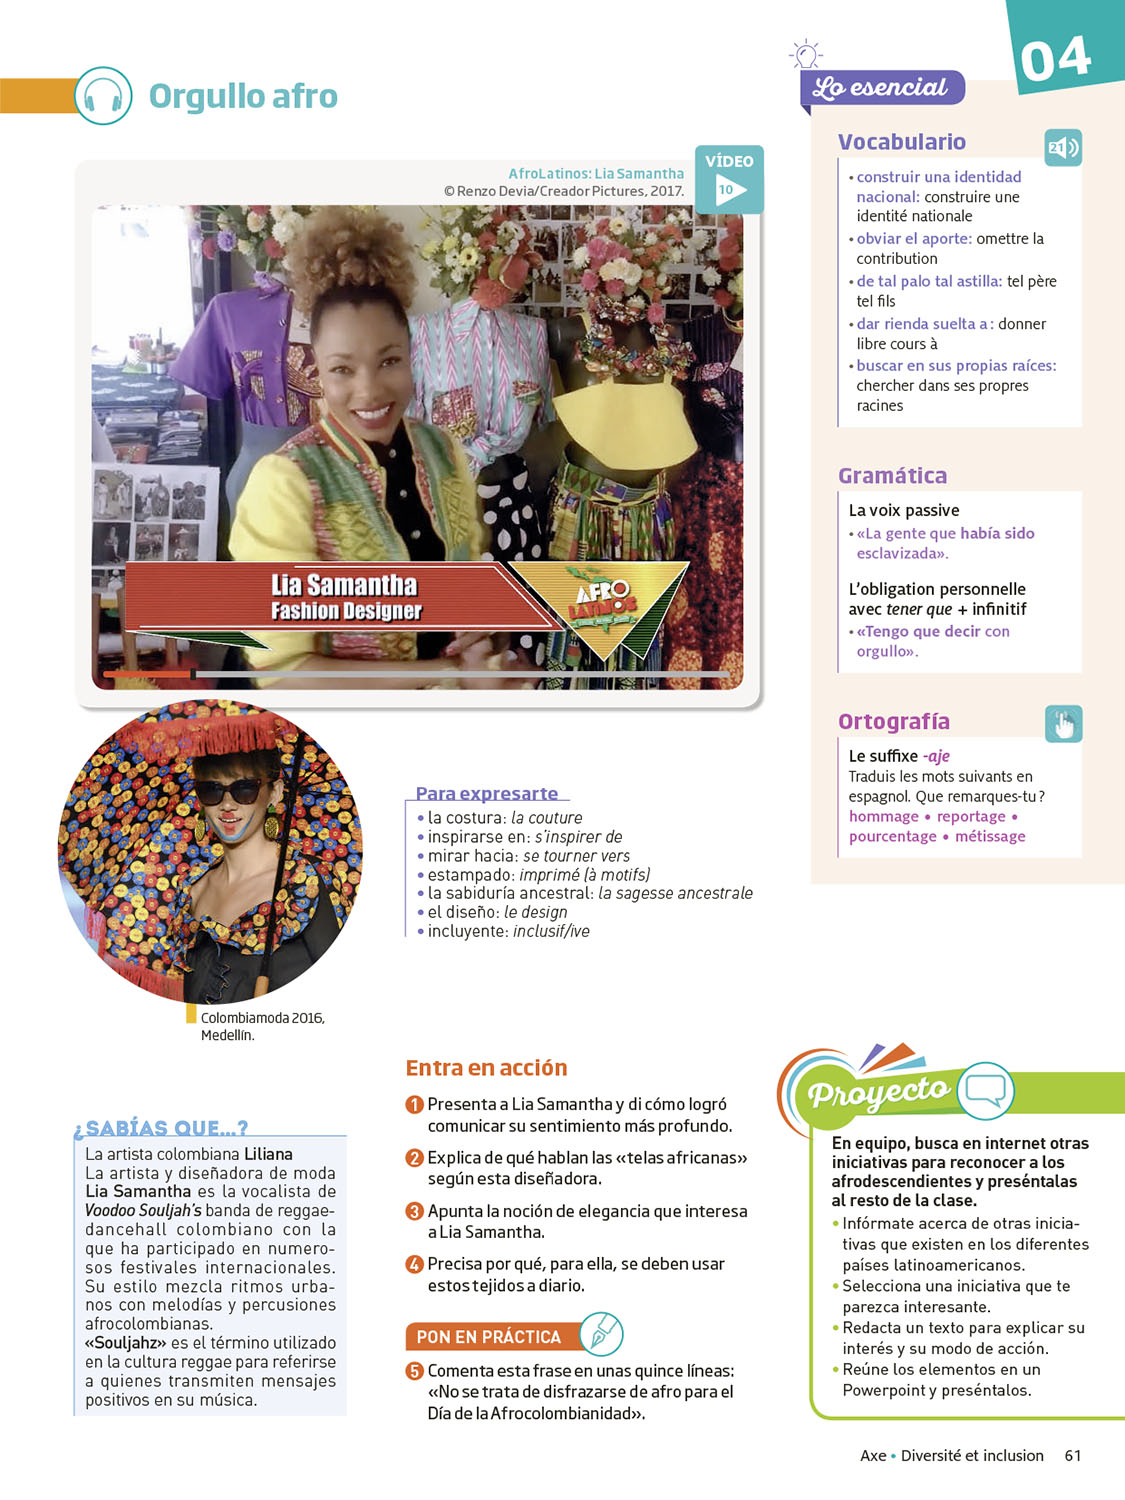 04
Orgullo afro
AfroLatinos: Lia Samantha
© Renzo Devia/Creador Pictures, 2017.
VÍDEO
10
Lia Samantha
Fashion Designer
AFRO
LATINOS
Colombiamoda 2016,
Medellín.
¿SABÍAS QUE...?
La artista colombiana Liliana
La artista y diseñadora de moda
Lia Samantha es la vocalista de
Voodoo Souljah's banda de reggae-
dancehall colombiano con la
que ha participado en numero-
sos festivales internacionales.
Su estilo mezcla ritmos urba-
nos con melodías y percusiones
afrocolombianas.
«Souljahz» es el término utilizado
en la cultura reggae para referirse
a quienes transmiten mensajes
positivos en su música.
Para expresarte
• la costura: la couture
• inspirarse en: s'inspirer de
• mirar hacia: se tourner vers
• estampado: imprimé (à motifs)
• la sabiduría ancestral: la sagesse ancestrale
• el diseño: le design
• incluyente: inclusif/ive
Entra en acción
1 Presenta a Lia Samantha y di cómo logró
comunicar su sentimiento más profundo.
2 Explica de qué hablan las «telas africanas»
según esta diseñadora.
3 Apunta la noción de elegancia que interesa
a Lia Samantha.
4 Precisa por qué, para ella, se deben usar
estos tejidos a diario.
PON EN PRÁCTICA
5 Comenta esta frase en unas quince líneas:
«No se trata de disfrazarse de afro para el
Día de la Afrocolombianidad».
Lo esencial
Vocabulario
21
• construir una identidad
nacional: construire une
identité nationale
• obviar el aporte: omettre la
contribution
• de tal palo tal astilla: tel père
tel fils
• dar rienda suelta a : donner
libre cours à
• buscar en sus propias raíces:
chercher dans ses propres
racines
Gramática
La voix passive
• «La gente que había sido
esclavizada».
L'obligation personnelle
avec tener que + infinitif
• «Tengo que decir con
orgullo».
Ortografía
Le suffixe -aje
Traduis les mots suivants en
espagnol. Que remarques-tu ?
hommage • reportage •
pourcentage • métissage
Proyecto
En equipo, busca en internet otras
iniciativas para reconocer a los
afrodescendientes y preséntalas
al resto de la clase.
• Infórmate acerca de otras inicia-
tivas que existen en los diferentes
países latinoamericanos.
• Selecciona una iniciativa que te
parezca interesante.
• Redacta un texto para explicar su
interés y su modo de acción.
• Reúne los elementos en un
Powerpoint y preséntalos.
Axe • Diversité et inclusion 61